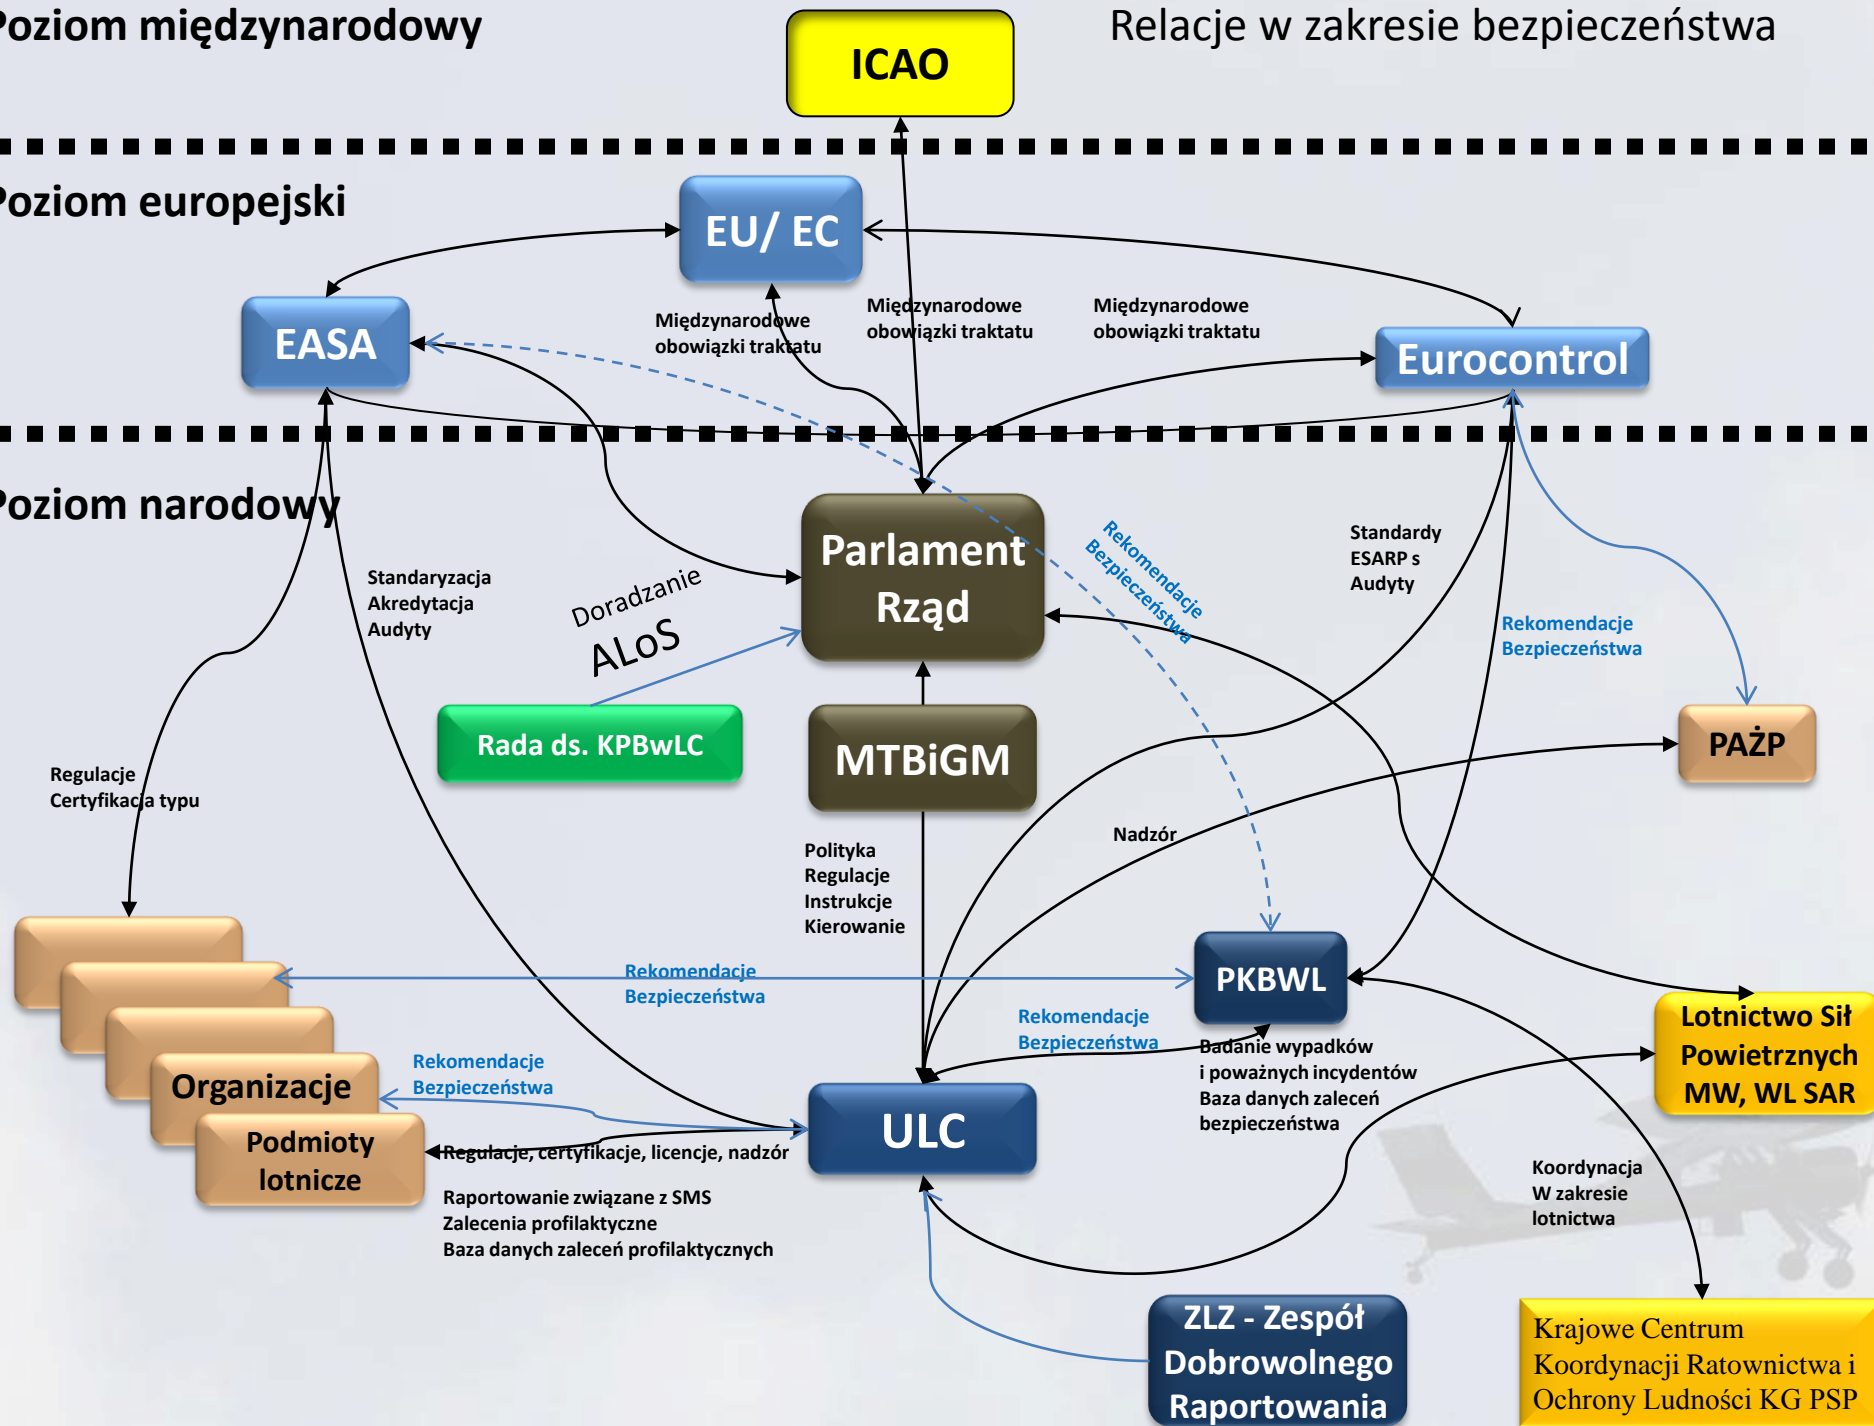 Poziom międzynarodowy
Relacje w zakresie bezpieczeństwa
ICAO
Poziom europejski
EU/ EC
EASA
Międzynarodowe
obowiązki traktatu
Międzynarodowe
obowiązki traktatu
Międzynarodowe
obowiązki traktatu
Eurocontrol
Poziom narodowy
Parlament
Rząd
Rekomendacje
Bezpieczeństwa
Standardy
ESARP s
Audyty
Standaryzacja
Akredytacja
Audyty
Doradzanie
ALoS
Rekomendacje
Bezpieczeństwa
Rada ds. KPBwLC
MTBiGM
PAŻP
Regulacje
Certyfikacja typu
Nadzór
Polityka
Regulacje
Instrukcje
Kierowanie
Rekomendacje
Bezpieczeństwa
PKBWL
Lotnictwo Sił
Powietrznych
MW, WL SAR
Rekomendacje
Bezpieczeństwa
Badanie wypadków
i poważnych incydentów
Baza danych zaleceń
bezpieczeństwa
Rekomendacje
Bezpieczeństwa
Organizacje
Podmioty
lotnicze
ULC
Regulacje, certyfikacje, licencje, nadzór
Raportowanie związane z SMS
Zalecenia profilaktyczne
Baza danych zaleceń profilaktycznych
Koordynacja
W zakresie
lotnictwa
ZLZ - Zespół
Dobrowolnego
Raportowania
Krajowe Centrum
Koordynacji Ratownictwa i
Ochrony Ludności KG PSP